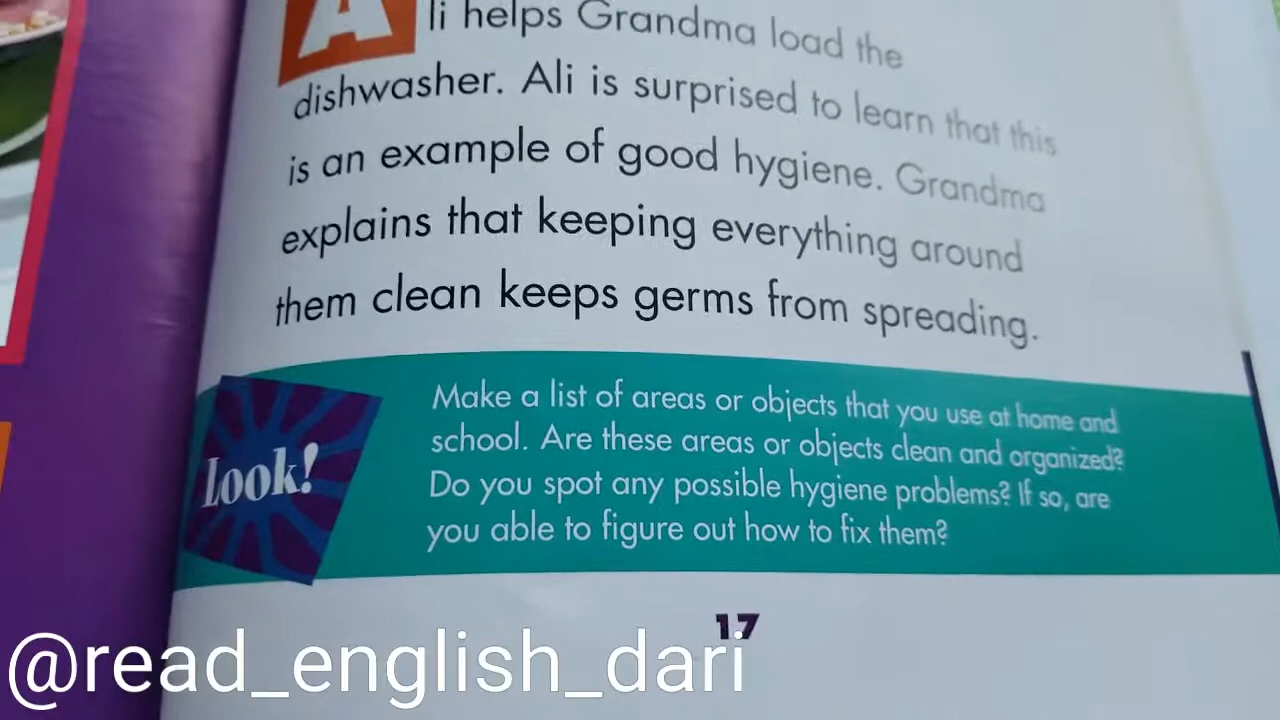 Ali helps Grandma load the
dishwasher. Ali is surprised to learn that this
is an example of good hygiene. Grandma
explains that keeping everything around
them clean keeps germs from spreading.
Look!
Make a list of areas or objects that you use at home and
school. Are these areas or objects clean and organized?
Do you spot any possible hygiene problems? If so, are
you able to figure out how to fix them?
17
@read_english_dari